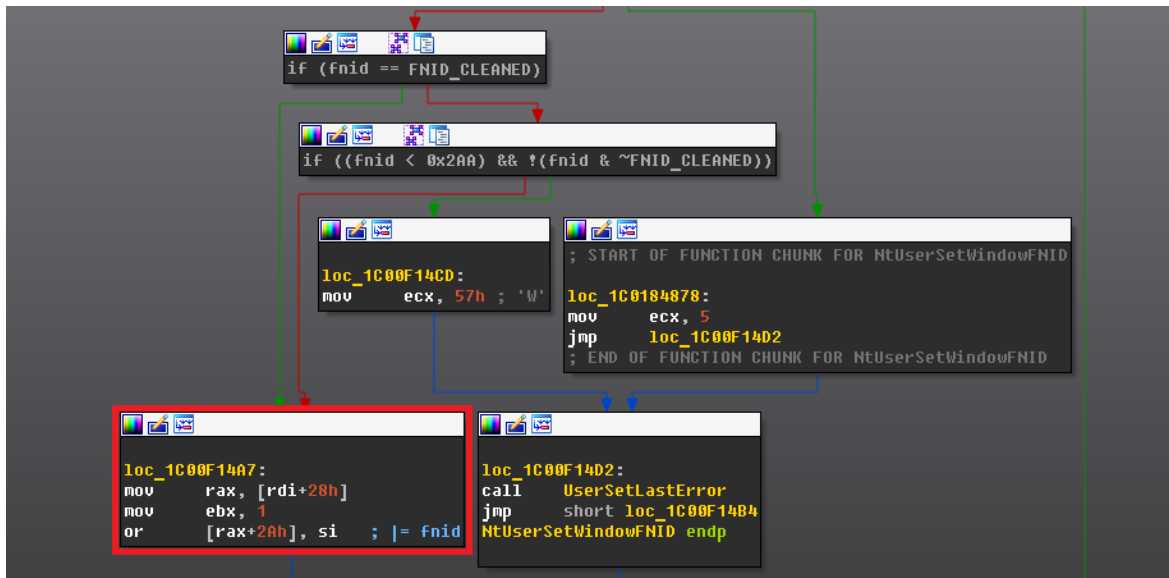 if (fnid == FNID_CLEANED)
if ((fnid < 0x2AA) && !(fnid & ~FNID_CLEANED))
loc_1C00F14CD:
mov ecx, 57h ; 'W'
; START OF FUNCTION CHUNK FOR NtUserSetWindowFNID
loc_1C0184878:
mov ecx, 5
jmp loc_1C00F14D2
; END OF FUNCTION CHUNK FOR NtUserSetWindowFNID
loc_1C00F14A7:
mov rax, [rdi+28h]
mov ebx, 1
or [rax+2Ah], si ; |= fnid
loc_1C00F14D2:
call UserSetLastError
jmp short loc_1C00F14B4
NtUserSetWindowFNID endp